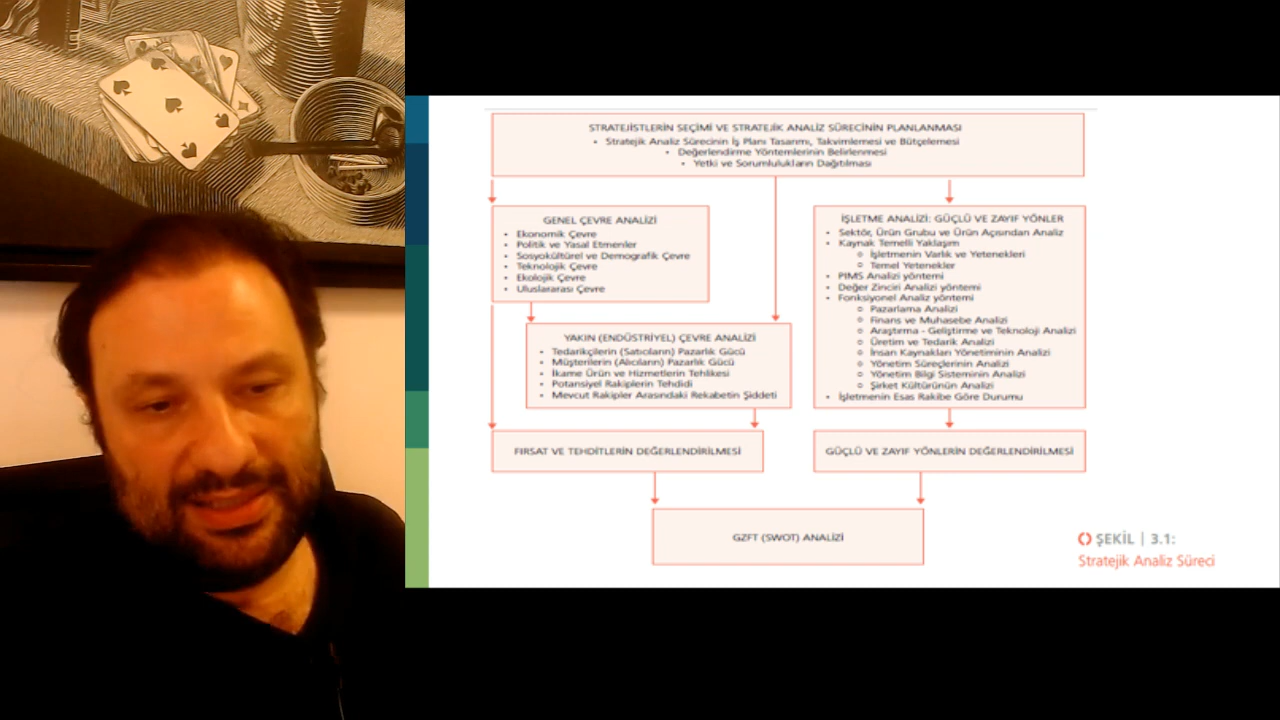 STRATEJİSTLERİN SEÇİMİ VE STRATEJİK ANALİZ SÜRECİNİN PLANLANMASI
• Stratejik Analiz Sürecinin İş Planı Tasarımı, Takvimlemesi ve Bütçelemesi
• Değerlendirme Yöntemlerinin Belirlenmesi
• Yetki ve Sorumlulukların Dağıtılması
GENEL ÇEVRE ANALİZİ
• Ekonomik Çevre
• Politik ve Yasal Etmenler
• Sosyokültürel ve Demografik Çevre
• Teknolojik Çevre
• Ekolojik Çevre
• Uluslararası Çevre
YAKIN (ENDÜSTRİYEL) ÇEVRE ANALİZİ
• Tedarikçilerin (Satıcıların) Pazarlık Gücü
• Müşterilerin (Alıcıların) Pazarlık Gücü
• İkame Ürün ve Hizmetlerin Tehlikesi
• Potansiyel Rakiplerin Tehdidi
• Mevcut Rakipler Arasındaki Rekabetin Şiddeti
İŞLETME ANALİZİ: GÜÇLÜ VE ZAYIF YÖNLER
• Sektör, Ürün Grubu ve Ürün Açısından Analiz
• Kaynak Temelli Yaklaşım
o İşletmenin Varlık ve Yetenekleri
o Temel Yetenekler
• PIMS Analizi yöntemi
• Değer Zinciri Analizi yöntemi
• Fonksiyonel Analiz yöntemi
o Pazarlama Analizi
o Finans ve Muhasebe Analizi
o Araştırma - Geliştirme ve Teknoloji Analizi
o Üretim ve Tedarik Analizi
o İnsan Kaynakları Yönetiminin Analizi
o Yönetim Süreçlerinin Analizi
o Yönetim Bilgi Sisteminin Analizi
o Şirket Kültürünün Analizi
• İşletmenin Esas Rakibe Göre Durumu
FIRSAT VE TEHDİTLERİN DEĞERLENDİRİLMESİ
GÜÇLÜ VE ZAYIF YÖNLERİN DEĞERLENDİRİLMESİ
GZFT (SWOT) ANALİZİ
ŞEKİL | 3.1:
Stratejik Analiz Süreci